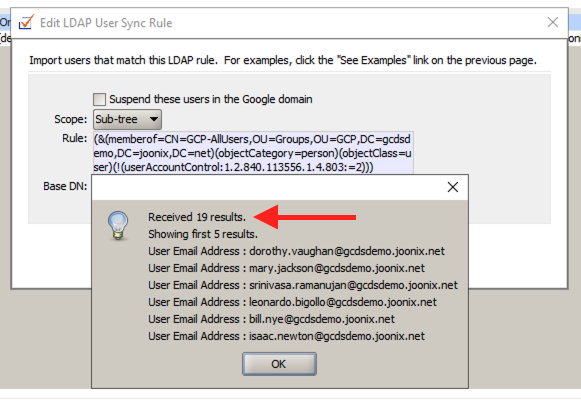 Edit LDAP User Sync Rule
Import users that match this LDAP rule. For examples, click the "See Examples" link on the previous page.
Suspend these users in the Google domain
Scope: Sub-tree
Rule: (&(memberof=CN=GCP-AllUsers,OU=Groups,OU=GCP,DC=gcdsd
emo,DC=joonix,DC=net)(objectCategory=person)(objectClass=u
ser)(!(userAccountControl:1.2.840.113556.1.4.803:=2)))
Base DN:
Received 19 results.
Showing first 5 results.
User Email Address : dorothy.vaughan@gcdsdemo.joonix.net
User Email Address : mary.jackson@gcdsdemo.joonix.net
User Email Address : srinivasa.ramanujan@gcdsdemo.joonix.net
User Email Address : leonardo.bigollo@gcdsdemo.joonix.net
User Email Address : bill.nye@gcdsdemo.joonix.net
User Email Address : isaac.newton@gcdsdemo.joonix.net
OK